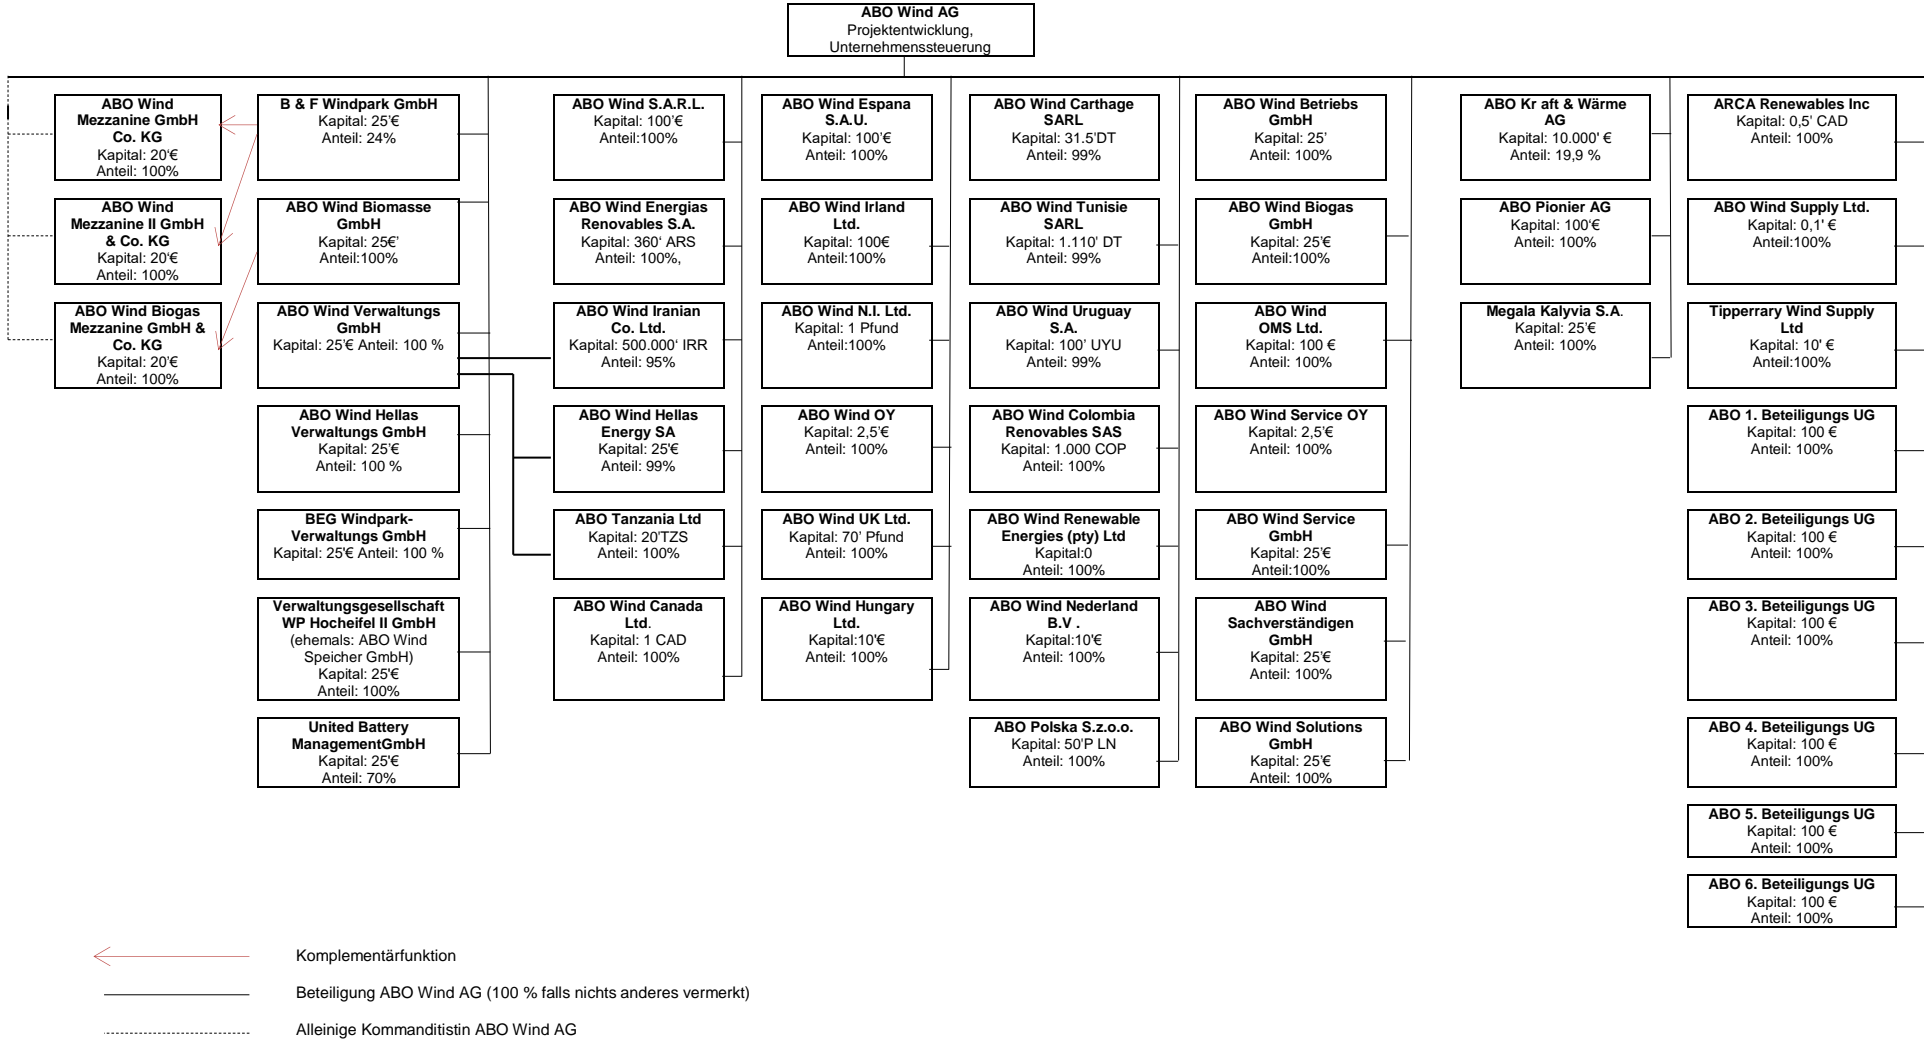 ABO Wind AG
Projektentwicklung,
Unternehmenssteuerung
ABO Wind
Mezzanine GmbH
Co. KG
Kapital: 20'€
Anteil: 100%
ABO Wind
Mezzanine II GmbH
& Co. KG
Kapital: 20'€
Anteil: 100%
ABO Wind Biogas
Mezzanine GmbH &
Co. KG
Kapital: 20'€
Anteil: 100%
B & F Windpark GmbH
Kapital: 25'€
Anteil: 24%
ABO Wind Biomasse
GmbH
Kapital: 25€'
Anteil:100%
ABO Wind Verwaltungs
GmbH
Kapital: 25'€ Anteil: 100 %
ABO Wind Hellas
Verwaltungs GmbH
Kapital: 25'€
Anteil: 100 %
BEG Windpark-
Verwaltungs GmbH
Kapital: 25'€ Anteil: 100 %
Verwaltungsgesellschaft
WP Hocheifel II GmbH
(ehemals: ABO Wind
Speicher GmbH)
Kapital: 25'€
Anteil: 100%
United Battery
ManagementGmbH
Kapital: 25'€
Anteil: 70%
ABO Wind S.A.R.L.
Kapital: 100'€
Anteil:100%
ABO Wind Energias
Renovables S.A.
Kapital: 360‘ ARS
Anteil: 100%,
ABO Wind Iranian
Co. Ltd.
Kapital: 500.000‘ IRR
Anteil: 95%
ABO Wind Hellas
Energy SA
Kapital: 25'€
Anteil: 99%
ABO Tanzania Ltd
Kapital: 20'TZS
Anteil: 100%
ABO Wind Canada
Ltd.
Kapital: 1 CAD
Anteil: 100%
ABO Wind Espana
S.A.U.
Kapital: 100'€
Anteil: 100%
ABO Wind Irland
Ltd.
Kapital: 100€
Anteil:100%
ABO Wind N.I. Ltd.
Kapital: 1 Pfund
Anteil:100%
ABO Wind OY
Kapital: 2,5'€
Anteil: 100%
ABO Wind UK Ltd.
Kapital: 70’ Pfund
Anteil: 100%
ABO Wind Hungary
Ltd.
Kapital:10'€
Anteil: 100%
ABO Wind Carthage
SARL
Kapital: 31.5'DT
Anteil: 99%
ABO Wind Tunisie
SARL
Kapital: 1.110’ DT
Anteil: 99%
ABO Wind Uruguay
S.A.
Kapital: 100’ UYU
Anteil: 99%
ABO Wind Colombia
Renovables SAS
Kapital: 1.000 COP
Anteil: 100%
ABO Wind Renewable
Energies (pty) Ltd
Kapital:0
Anteil: 100%
ABO Wind Nederland
B.V .
Kapital:10'€
Anteil: 100%
ABO Polska S.z.o.o.
Kapital: 50'P LN
Anteil: 100%
ABO Wind Betriebs
GmbH
Kapital: 25'
Anteil: 100%
ABO Wind Biogas
GmbH
Kapital: 25'€
Anteil:100%
ABO Wind
OMS Ltd.
Kapital: 100 €
Anteil: 100%
ABO Wind Service OY
Kapital: 2,5'€
Anteil: 100%
ABO Wind Service
GmbH
Kapital: 25'€
Anteil:100%
ABO Wind
Sachverständigen
GmbH
Kapital: 25'€
Anteil: 100%
ABO Wind Solutions
GmbH
Kapital: 25'€
Anteil: 100%
ABO Kr aft & Wärme
AG
Kapital: 10.000' €
Anteil: 19,9 %
ABO Pionier AG
Kapital: 100'€
Anteil: 100%
Megala Kalyvia S.A.
Kapital: 25'€
Anteil: 100%
ARCA Renewables Inc
Kapital: 0,5' CAD
Anteil: 100%
ABO Wind Supply Ltd.
Kapital: 0,1' €
Anteil:100%
Tipperrary Wind Supply
Ltd
Kapital: 10' €
Anteil:100%
ABO 1. Beteiligungs UG
Kapital: 100 €
Anteil: 100%
ABO 2. Beteiligungs UG
Kapital: 100 €
Anteil: 100%
ABO 3. Beteiligungs UG
Kapital: 100 €
Anteil: 100%
ABO 4. Beteiligungs UG
Kapital: 100 €
Anteil: 100%
ABO 5. Beteiligungs UG
Kapital: 100 €
Anteil: 100%
ABO 6. Beteiligungs UG
Kapital: 100 €
Anteil: 100%
Komplementärfunktion
Beteiligung ABO Wind AG (100 % falls nichts anderes vermerkt)
Alleinige Kommanditistin ABO Wind AG